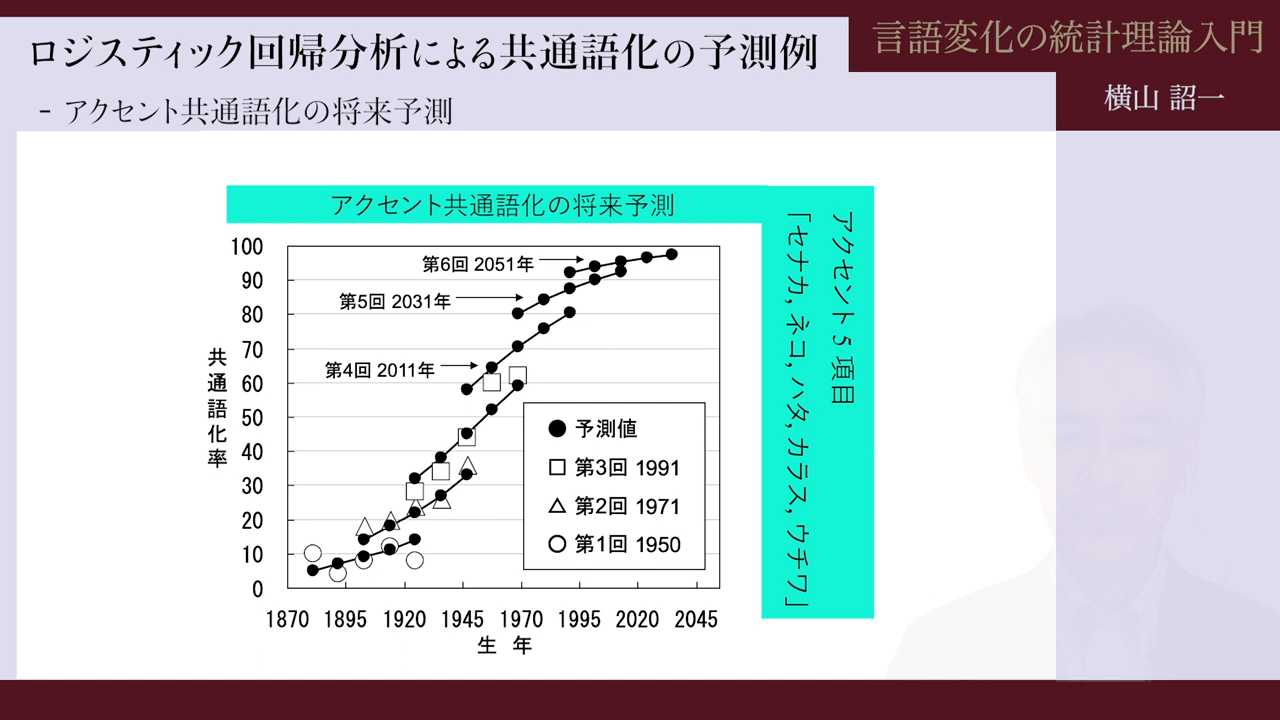 ロジスティック回帰分析による共通語化の予測例
言語変化の統計理論入門
横山 詔一
- アクセント共通語化の将来予測
アクセント共通語化の将来予測
アクセント5項目
「セナカ, ネコ, ハタ, カラス, ウチワ」
100
90
80
70
60
50
40
30
20
10
0
共通語化率
第6回 2051年
第5回 2031年
第4回 2011年
予測値
第3回 1991
第2回 1971
第1回 1950
1870 1895 1920 1945 1970 1995 2020 2045
生 年